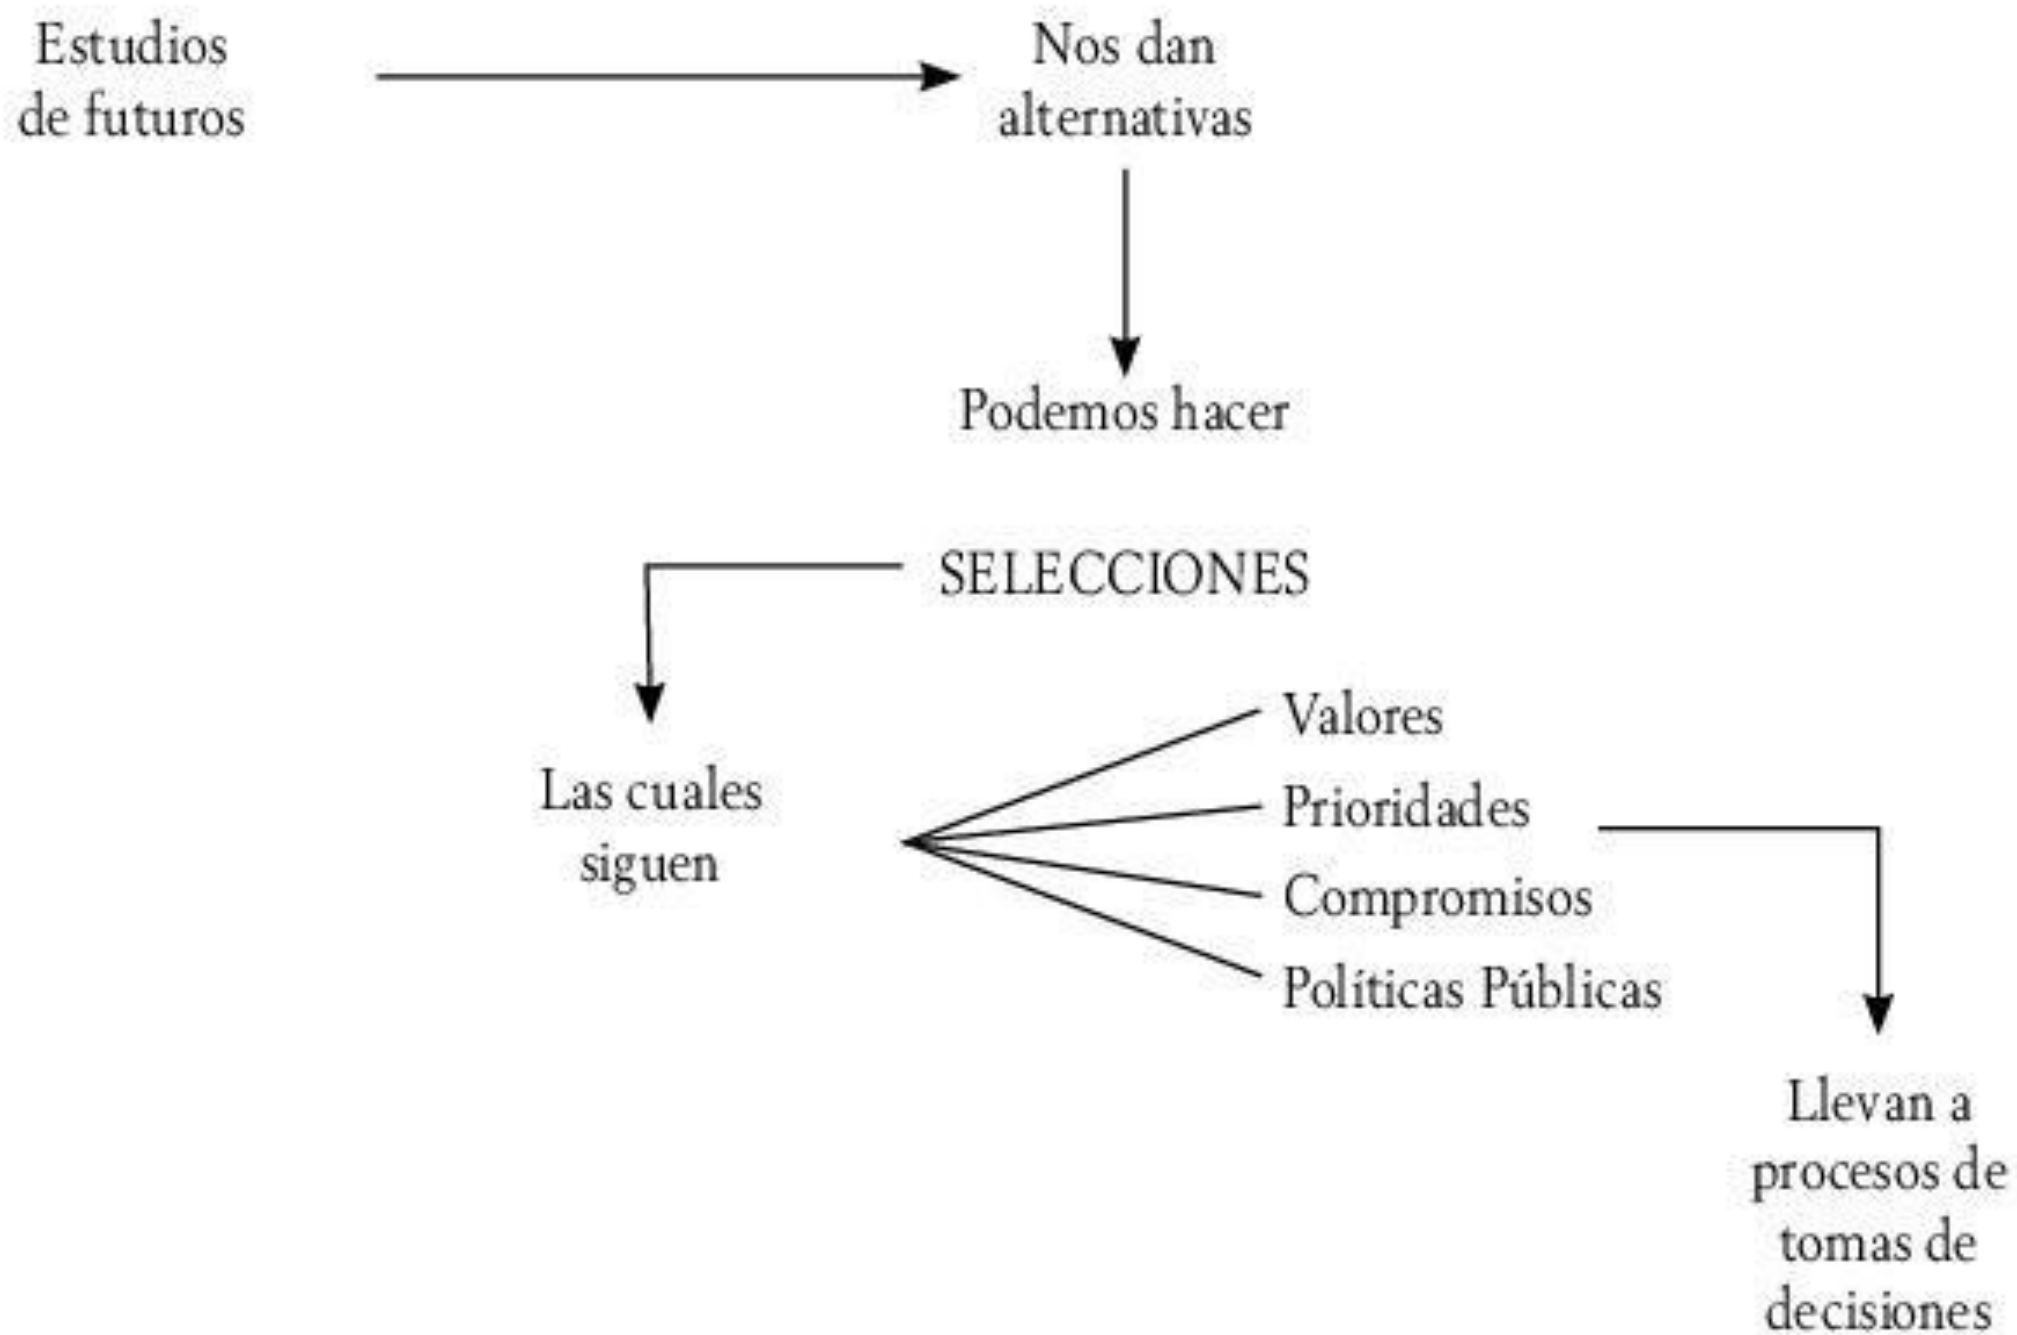 Estudios
de futuros
Nos dan
alternativas
Podemos hacer
SELECCIONES
Las cuales
siguen
Valores
Prioridades
Compromisos
Políticas Públicas
Llevan a
procesos de
tomas de
decisiones